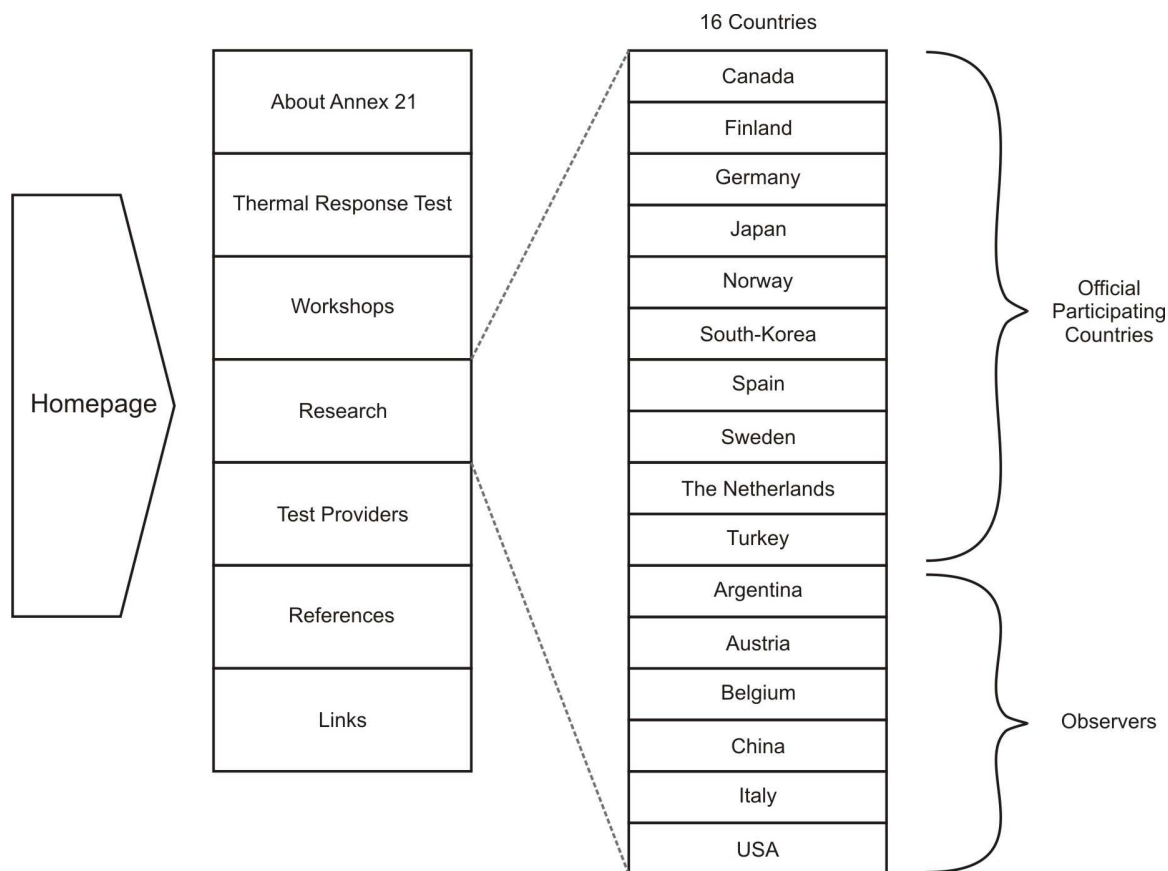 Homepage
About Annex 21
Thermal Response Test
Workshops
Research
Test Providers
References
Links
16 Countries
Canada
Finland
Germany
Japan
Norway
South-Korea
Spain
Sweden
The Netherlands
Turkey
Argentina
Austria
Belgium
China
Italy
USA
Official
Participating
Countries
Observers